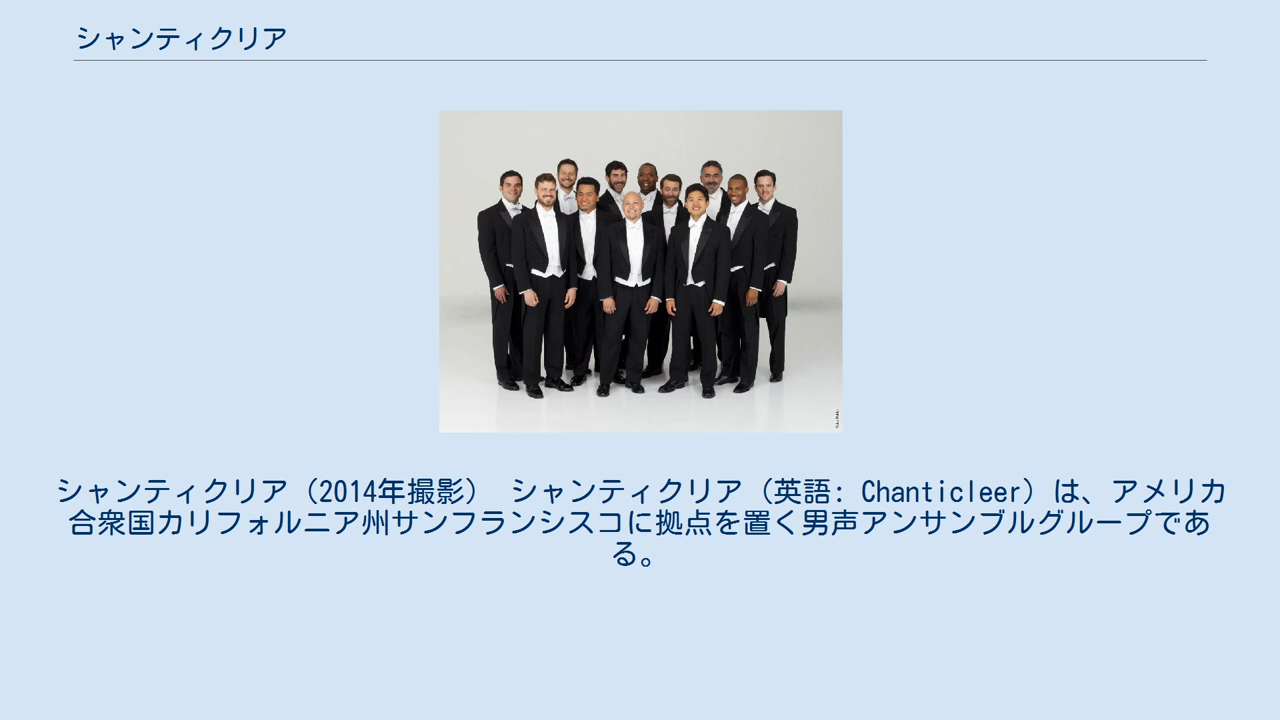 シャンティクリア
シャンティクリア（2014年撮影） シャンティクリア（英語: Chanticleer）は、アメリカ
合衆国カリフォルニア州サンフランシスコに拠点を置く男声アンサンブルグループであ
る。